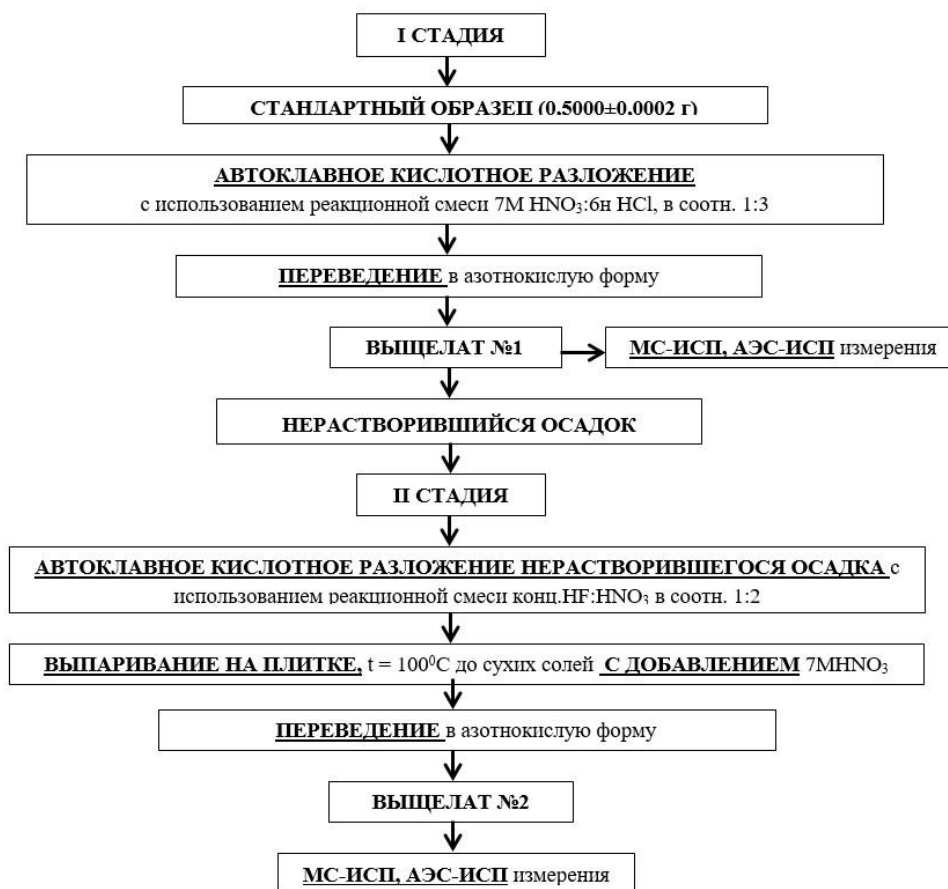 I СТАДИЯ
СТАНДАРТНЫЙ ОБРАЗЕЦ (0.5000±0.0002 г)
АВТОКЛАВНОЕ КИСЛОТНОЕ РАЗЛОЖЕНИЕ
с использованием реакционной смеси 7М HNO₃:6н HCl, в соотн. 1:3
ПЕРЕВЕДЕНИЕ в азотнокислую форму
ВЫЩЕЛАТ №1
МС-ИСП, АЭС-ИСП измерения
НЕРАСТВОРИВШИЙСЯ ОСАДОК
II СТАДИЯ
АВТОКЛАВНОЕ КИСЛОТНОЕ РАЗЛОЖЕНИЕ НЕРАСТВОРИВШЕГОСЯ ОСАДКА с
использованием реакционной смеси конц.HF:HNO₃ в соотн. 1:2
ВЫПАРИВАНИЕ НА ПЛИТКЕ, t = 100⁰С до сухих солей С ДОБАВЛЕНИЕМ 7МHNO₃
ПЕРЕВЕДЕНИЕ в азотнокислую форму
ВЫЩЕЛАТ №2
МС-ИСП, АЭС-ИСП измерения